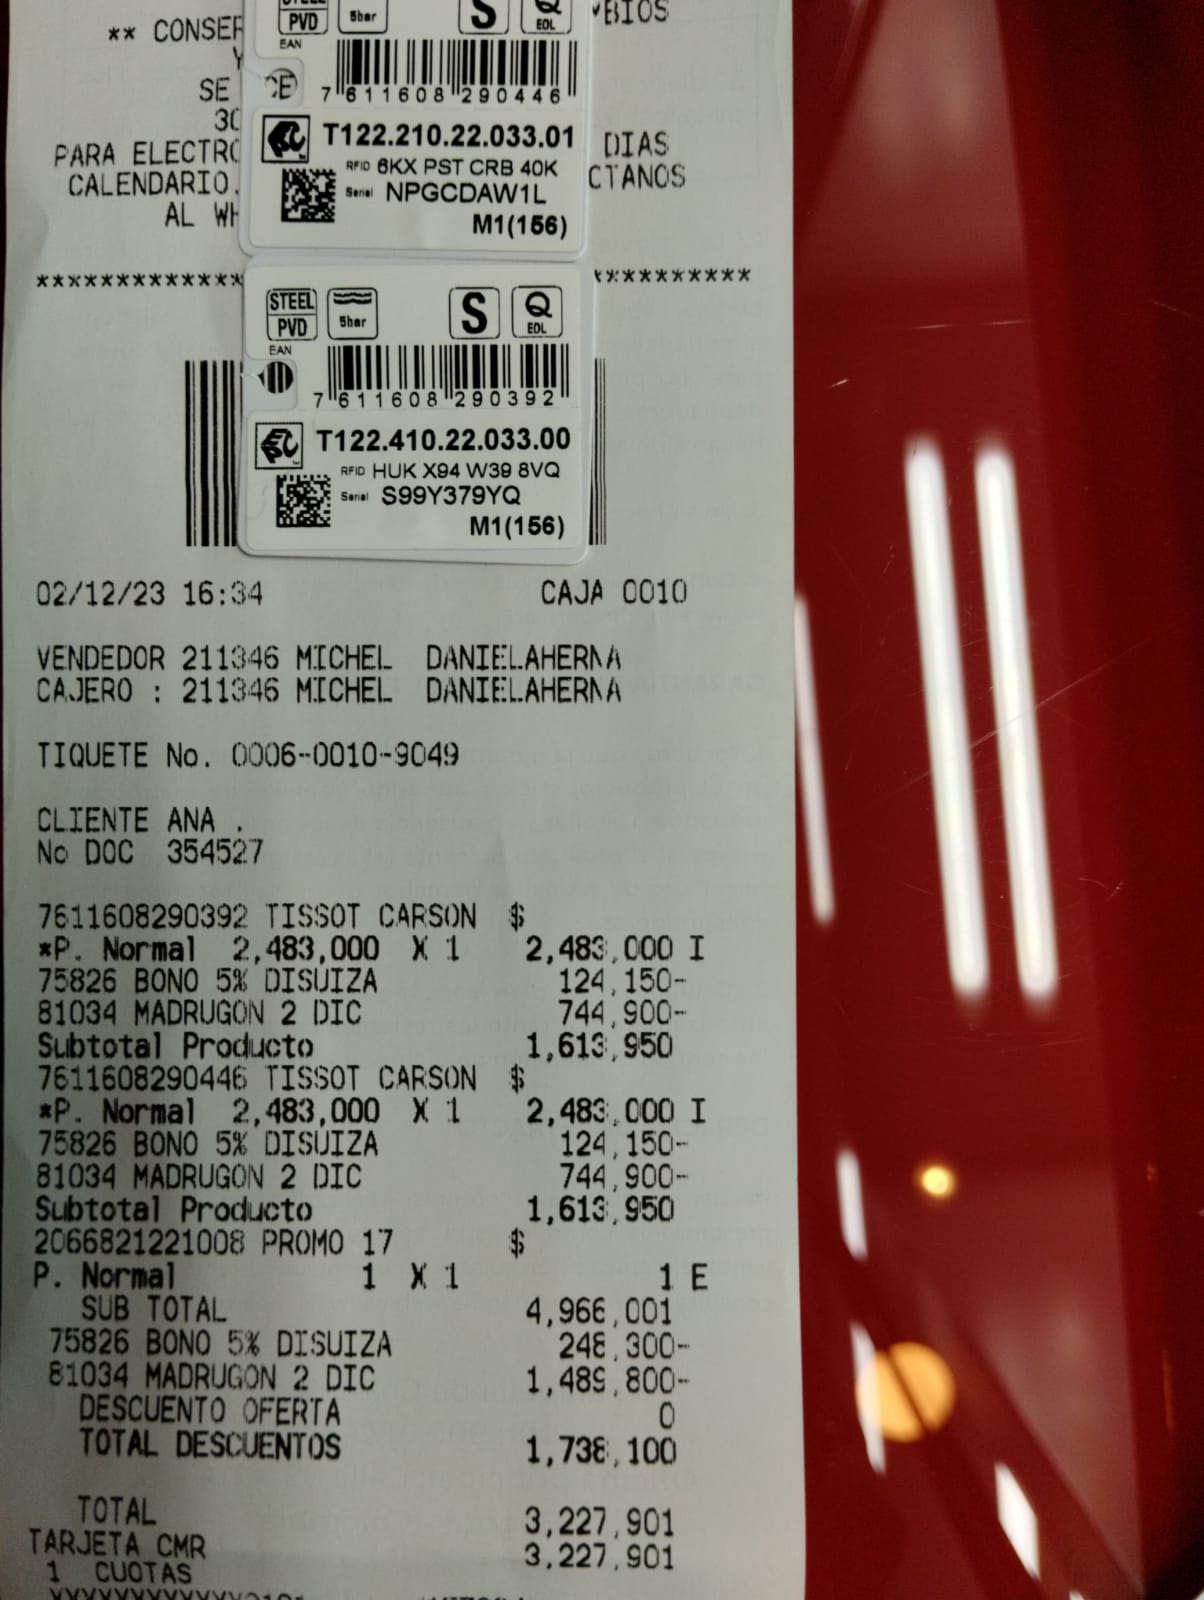 STEEL
PVD
5bar
S
Q
EOL
BIOS
** CONSER
EAN
Y
SE
CE
7 611608 290446
30
T122.210.22.033.01
DIAS
PARA ELECTRO
RFID 6KX PST CRB 40K
CTANOS
CALENDARIO.
Serial NPGCDAW1L
AL WH
M1(156)
STEEL
PVD
5bar
S
Q
EOL
EAN
7 611608 290392
T122.410.22.033.00
RFID HUK X94 W39 8VQ
Serial S99Y379YQ
M1(156)
02/12/23 16:34 CAJA 0010
VENDEDOR 211346 MICHEL DANIELAHERNA
CAJERO : 211346 MICHEL DANIELAHERNA
TIQUETE No. 0006-0010-9049
CLIENTE ANA .
No DOC 354527
7611608290392 TISSOT CARSON $
*P. Normal 2,483,000 X 1 2,483,000 I
75826 BONO 5% DISUIZA 124,150-
81034 MADRUGON 2 DIC 744,900-
Subtotal Producto 1,613,950
7611608290446 TISSOT CARSON $
*P. Normal 2,483,000 X 1 2,483,000 I
75826 BONO 5% DISUIZA 124,150-
81034 MADRUGON 2 DIC 744,900-
Subtotal Producto 1,613,950
2066821221008 PROMO 17 $
P. Normal 1 X 1 1 E
SUB TOTAL 4,966,001
75826 BONO 5% DISUIZA 248,300-
81034 MADRUGON 2 DIC 1,489,800-
DESCUENTO OFERTA 0
TOTAL DESCUENTOS 1,738,100
TOTAL 3,227,901
TARJETA CMR 3,227,901
1 CUOTAS